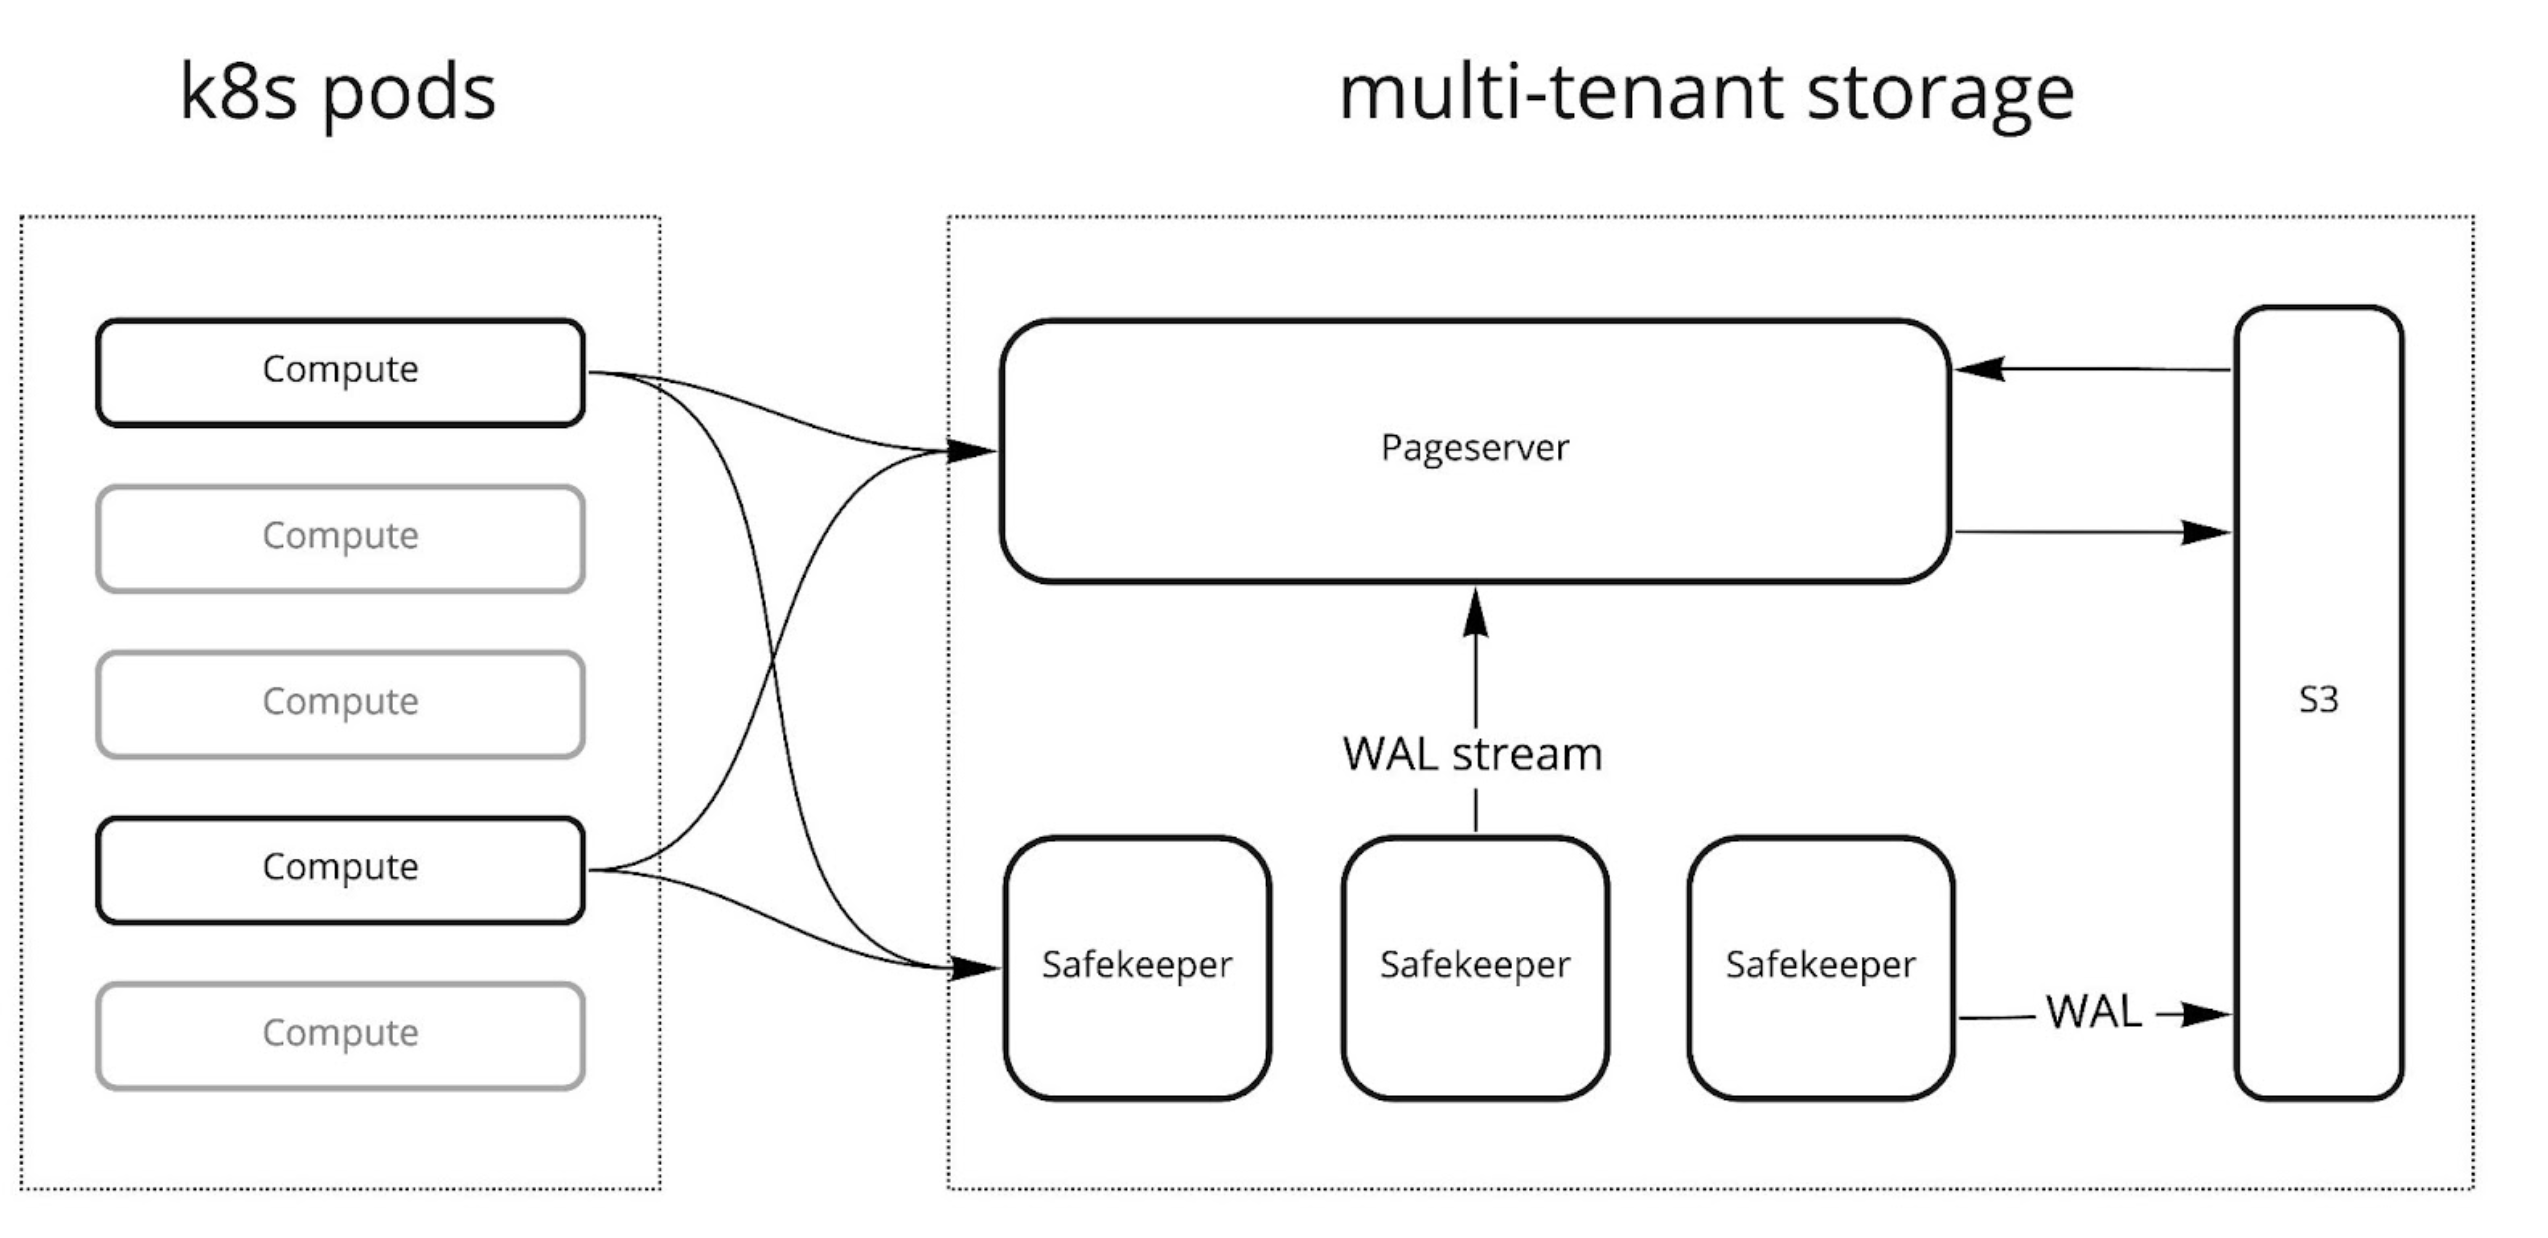 k8s pods
multi-tenant storage
Compute
Compute
Compute
Compute
Compute
Pageserver
WAL stream
Safekeeper
Safekeeper
Safekeeper
WAL
S3